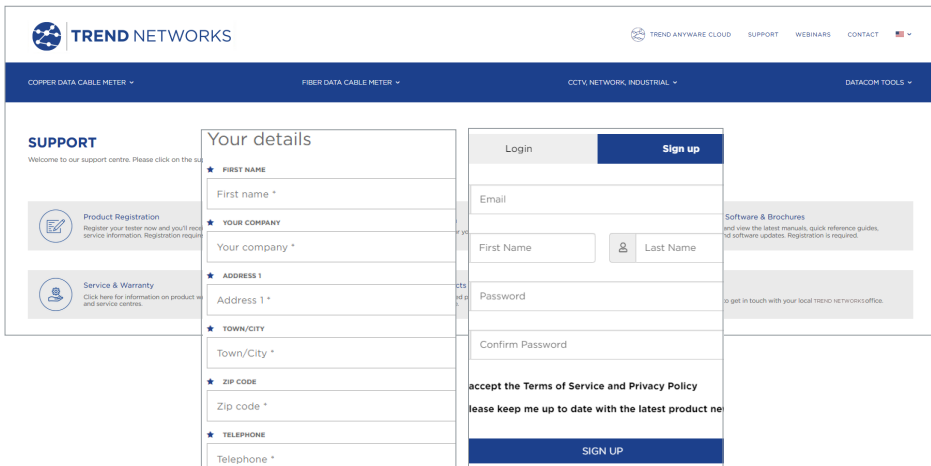 TREND NETWORKS
TREND ANYWARE CLOUD SUPPORT WEBINARS CONTACT
COPPER DATA CABLE METER FIBER DATA CABLE METER CCTV, NETWORK, INDUSTRIAL DATACOM TOOLS
SUPPORT
Welcome to our support centre. Please click on the su
Product Registration
Register your tester now and you'll rece
service information. Registration require
Service & Warranty
Click here for information on product w
and service centres.
Your details
FIRST NAME
First name *
YOUR COMPANY
Your company *
ADDRESS 1
Address 1 *
TOWN/CITY
Town/City *
ZIP CODE
Zip code *
TELEPHONE
Telephone *
Login Sign up
Email
First Name Last Name
Password
Confirm Password
accept the Terms of Service and Privacy Policy
lease keep me up to date with the latest product ne
SIGN UP
Software & Brochures
and view the latest manuals, quick reference guides,
nd software updates. Registration is required.
to get in touch with your local TREND NETWORKS office.